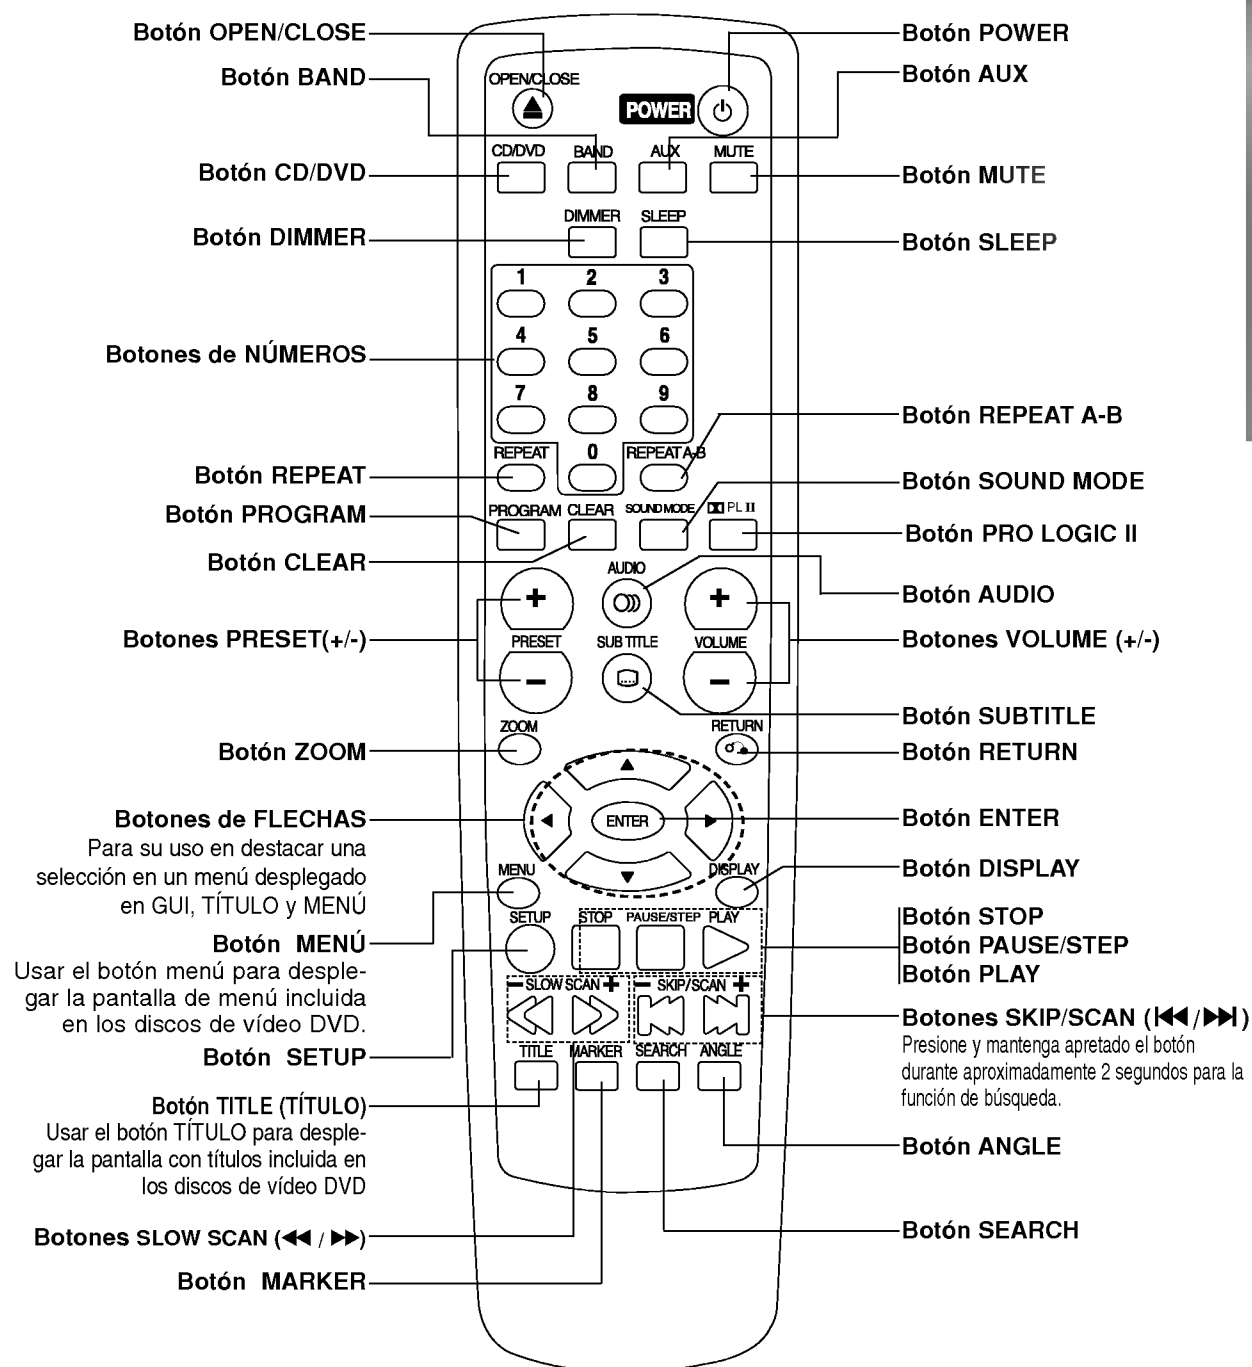 Botón OPEN/CLOSE
Botón BAND
Botón CD/DVD
Botón DIMMER
Botones de NÚMEROS
Botón REPEAT
Botón PROGRAM
Botón CLEAR
Botones PRESET(+/-)
Botón ZOOM
Botones de FLECHAS
Para su uso en destacar una
selección en un menú desplegado
en GUI, TÍTULO y MENÚ
Botón MENÚ
Usar el botón menú para desple-
gar la pantalla de menú incluida
en los discos de vídeo DVD.
Botón SETUP
Botón TITLE (TÍTULO)
Usar el botón TÍTULO para desple-
gar la pantalla con títulos incluida en
los discos de vídeo DVD
Botones SLOW SCAN (◀◀ / ▶▶)
Botón MARKER
OPEN/CLOSE
POWER
CD/DVD BAND AUX MUTE
DIMMER SLEEP
1 2 3
4 5 6
7 8 9
REPEAT 0 REPEAT A-B
PROGRAM CLEAR SOUND MODE PL II
AUDIO
+ +
PRESET SUB TITLE VOLUME
– –
ZOOM RETURN
ENTER
MENU DISPLAY
SETUP STOP PAUSE/STEP PLAY
– SLOW SCAN + – SKIP/SCAN +
TITLE MARKER SEARCH ANGLE
Botón POWER
Botón AUX
Botón MUTE
Botón SLEEP
Botón REPEAT A-B
Botón SOUND MODE
Botón PRO LOGIC II
Botón AUDIO
Botones VOLUME (+/-)
Botón SUBTITLE
Botón RETURN
Botón ENTER
Botón DISPLAY
Botón STOP
Botón PAUSE/STEP
Botón PLAY
Botones SKIP/SCAN (⏮ / ⏭)
Presione y mantenga apretado el botón
durante aproximadamente 2 segundos para la
función de búsqueda.
Botón ANGLE
Botón SEARCH